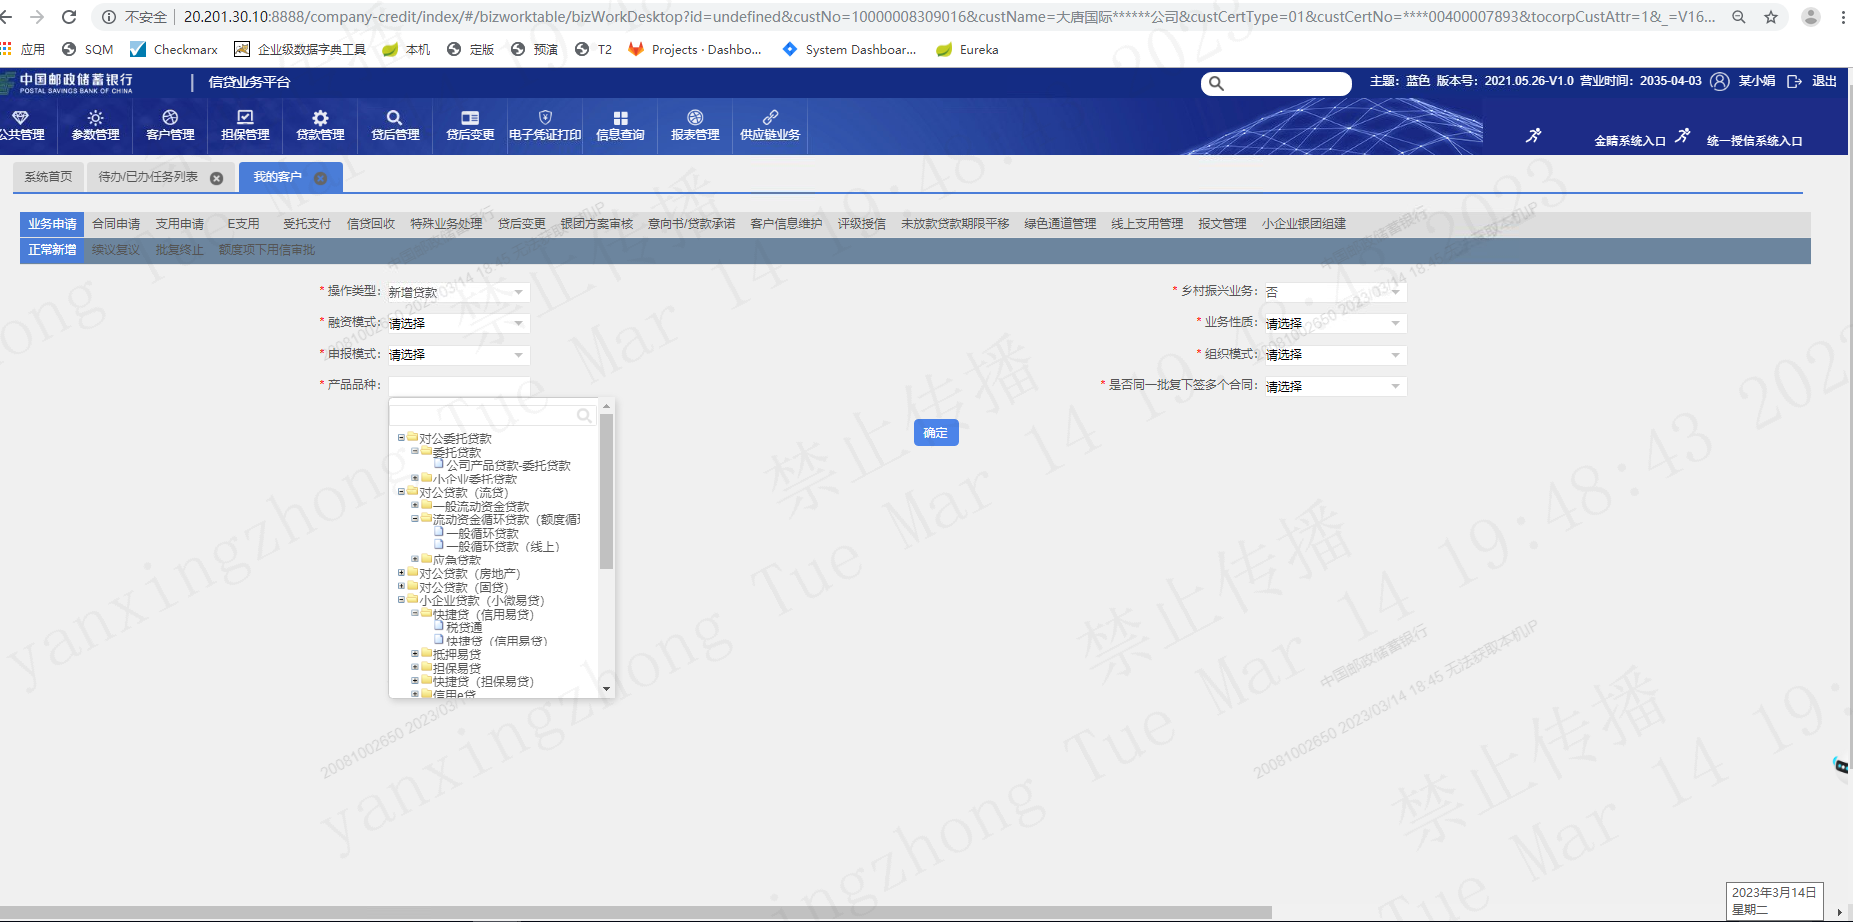 不安全 20.201.30.10:8888/company-credit/index/#/bizworktable/bizWorkDesktop?id=undefined&custNo=10000008309016&custName=大唐国际******公司&custCertType=01&custCertNo=****00400007893&tocorpCustAttr=1&_=V16...
应用 SQM Checkmarx 企业级数据字典工具 本机 定版 预演 T2 Projects · Dashbo... System Dashboar... Eureka
中国邮政储蓄银行
POSTAL SAVINGS BANK OF CHINA
信贷业务平台
主题：蓝色 版本号：2021.05.26-V1.0 营业时间：2035-04-03 某小娟 退出
公共管理 参数管理 客户管理 担保管理 贷款管理 贷后管理 贷后变更 电子凭证打印 信息查询 报表管理 供应链业务
金睛系统入口 统一授信系统入口
系统首页 待办/已办任务列表 我的客户
业务申请 合同申请 支用申请 E支用 受托支付 信贷回收 特殊业务处理 贷后变更 银团方案审核 意向书/贷款承诺 客户信息维护 评级授信 未放款贷款期限平移 绿色通道管理 线上支用管理 报文管理 小企业银团组建
正常新增 续议复议 批复终止 额度项下用信审批
* 操作类型： 新增贷款
* 乡村振兴业务： 否
* 融资模式： 请选择
* 业务性质： 请选择
* 申报模式： 请选择
* 组织模式： 请选择
* 产品品种：
* 是否同一批复下签多个合同： 请选择
确定
对公委托贷款
委托贷款
公司产品贷款-委托贷款
小企业委托贷款
对公贷款（流贷）
一般流动资金贷款
流动资金循环贷款（额度循环
一般循环贷款
一般循环贷款（线上）
应急贷款
对公贷款（房地产）
对公贷款（固贷）
小企业贷款（小微易贷）
快捷贷（信用易贷）
税贷通
快捷贷（信用易贷）
抵押易贷
担保易贷
快捷贷（担保易贷）
信用e贷
yanxingzhong Tue Mar 14 19:48:43 2023
禁止传播
中国邮政储蓄银行
20081002650 2023/03/14 18:45 无法获取本机IP
2023年3月14日
星期二